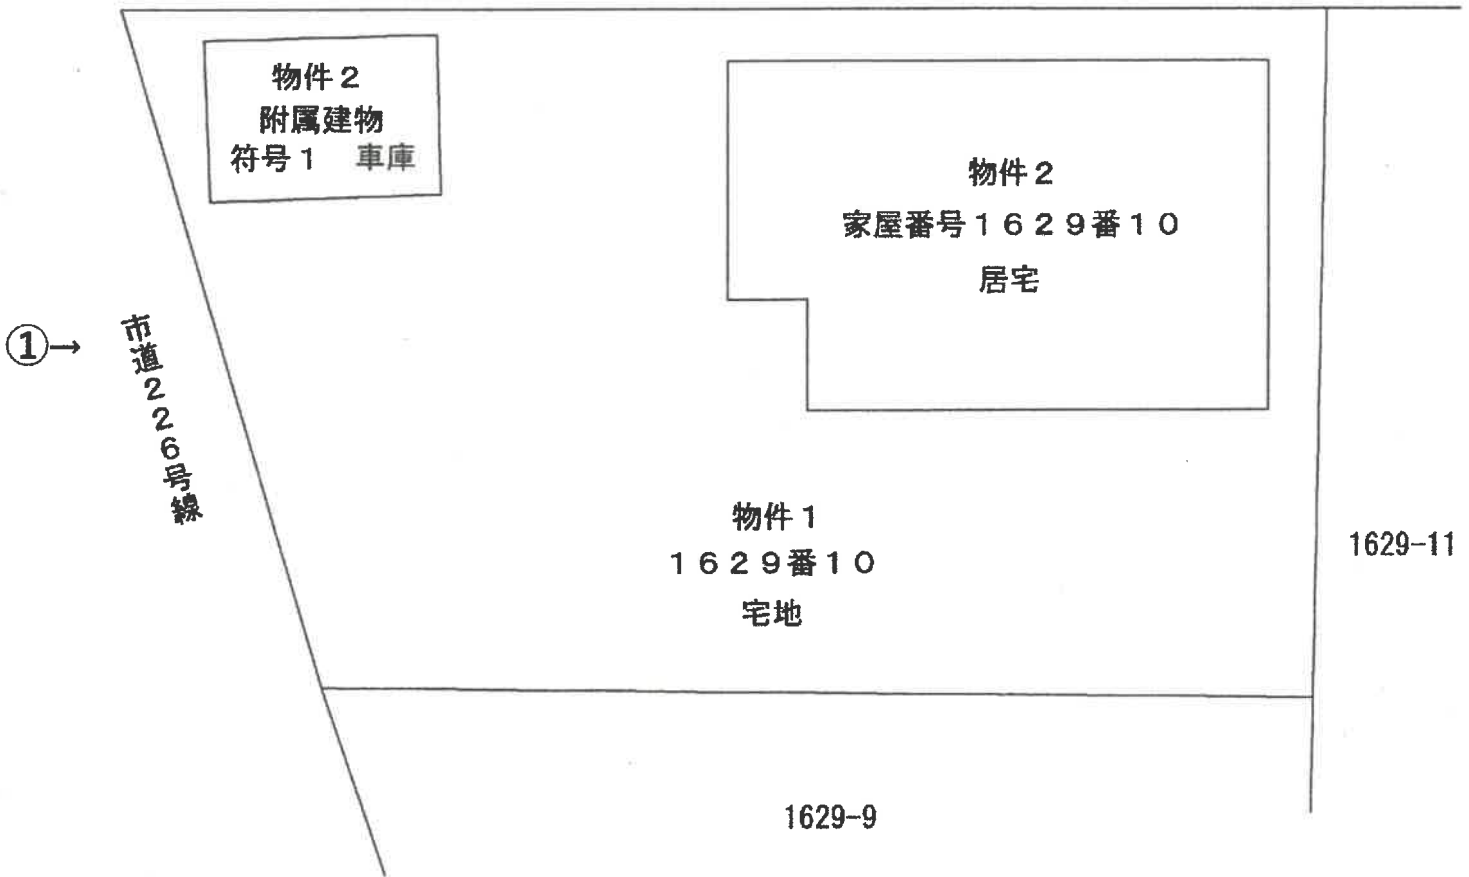 物件２
附属建物
符号１　車庫
物件２
家屋番号１６２９番１０
居宅
①→
市道２２６号線
物件１
１６２９番１０
宅地
1629-11
1629-9